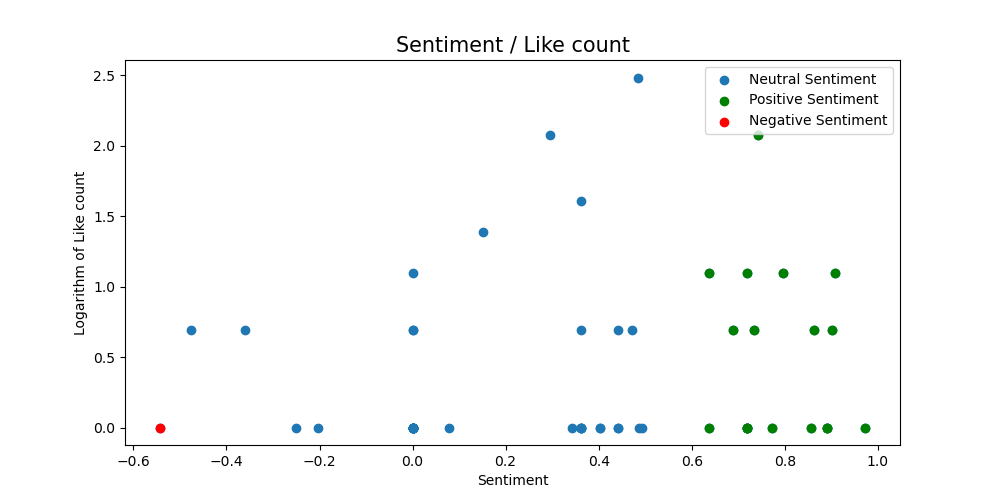 Sentiment / Like count
Neutral Sentiment
Positive Sentiment
Negative Sentiment
Logarithm of Like count
2.5
2.0
1.5
1.0
0.5
0.0
−0.6
−0.4
−0.2
0.0
0.2
0.4
0.6
0.8
1.0
Sentiment